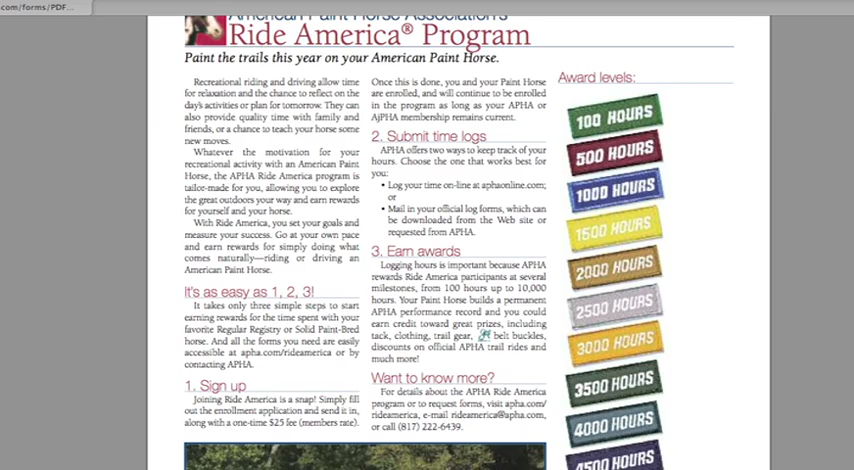 .com/forms/PDF...
American Paint Horse Association's
Ride America® Program
Paint the trails this year on your American Paint Horse.
Recreational riding and driving allow time
for relaxation and the chance to reflect on the
day's activities or plan for tomorrow. They can
also provide quality time with family and
friends, or a chance to teach your horse some
new moves.
Whatever the motivation for your
recreational activity with an American Paint
Horse, the APHA Ride America program is
tailor-made for you, allowing you to explore
the great outdoors your way and earn rewards
for yourself and your horse.
With Ride America, you set your goals and
measure your success. Go at your own pace
and earn rewards for simply doing what
comes naturally—riding or driving an
American Paint Horse.
It's as easy as 1, 2, 3!
It takes only three simple steps to start
earning rewards for the time spent with your
favorite Regular Registry or Solid Paint-Bred
horse. And all the forms you need are easily
accessible at apha.com/rideamerica or by
contacting APHA.
1. Sign up
Joining Ride America is a snap! Simply fill
out the enrollment application and send it in,
along with a one-time $25 fee (members rate).
Once this is done, you and your Paint Horse
are enrolled, and will continue to be enrolled
in the program as long as your APHA or
AjPHA membership remains current.
2. Submit time logs
APHA offers two ways to keep track of your
hours. Choose the one that works best for
you:
• Log your time on-line at aphaonline.com;
or
• Mail in your official log forms, which can
be downloaded from the Web site or
requested from APHA.
3. Earn awards
Logging hours is important because APHA
rewards Ride America participants at several
milestones, from 100 hours up to 10,000
hours. Your Paint Horse builds a permanent
APHA performance record and you could
earn credit toward great prizes, including
tack, clothing, trail gear, belt buckles,
discounts on official APHA trail rides and
much more!
Want to know more?
For details about the APHA Ride America
program or to request forms, visit apha.com/
rideamerica, e-mail rideamerica@apha.com,
or call (817) 222-6439.
Award levels:
100 HOURS
500 HOURS
1000 HOURS
1500 HOURS
2000 HOURS
2500 HOURS
3000 HOURS
3500 HOURS
4000 HOURS
4500 HOURS